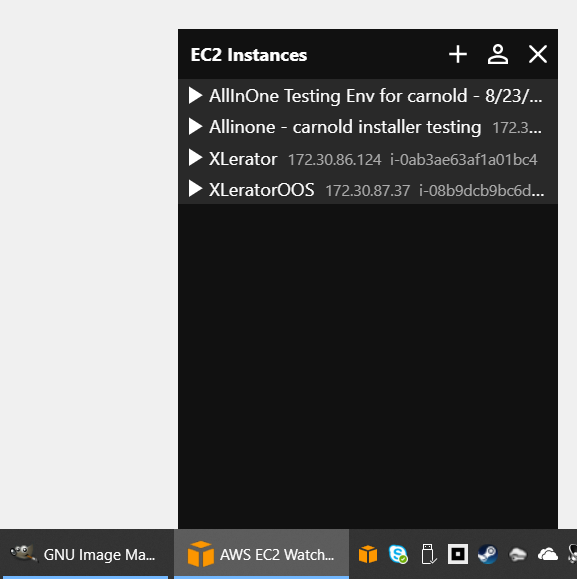 EC2 Instances
AllInOne Testing Env for carnold - 8/23/...
Allinone - carnold installer testing 172.3...
XLerator 172.30.86.124 i-0ab3ae63af1a01bc4
XLeratorOOS 172.30.87.37 i-08b9dcb9bc6d...
GNU Image Ma... AWS EC2 Watch...